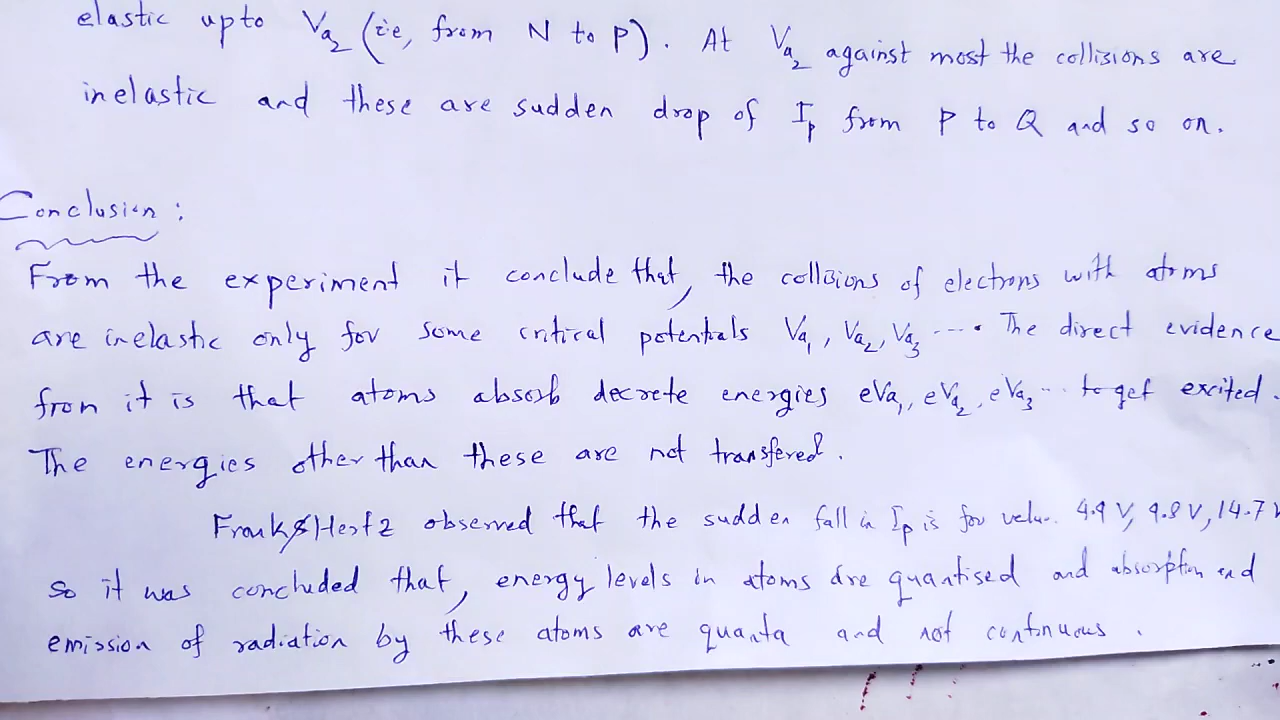 elastic upto Va2 (ie, from N to P). At Va2 against most the collisions are
inelastic and these are sudden drop of Ip from P to Q and so on.
Conclusion :
From the experiment it conclude that, the collisions of electrons with atoms
are inelastic only for some critical potentials Va1, Va2, Va3 ---- The direct evidence
from it is that atoms absorb decrete energies eVa1, eVa2, eVa3 ... to get excited.
The energies other than these are not transfered.
Frank & Hertz observed that the sudden fall in Ip is for 4.9 V, 9.8 V, 14.7 V
so it was concluded that, energy levels in atoms are quantised and absorption and
emission of radiation by these atoms are quanta and not continuous.